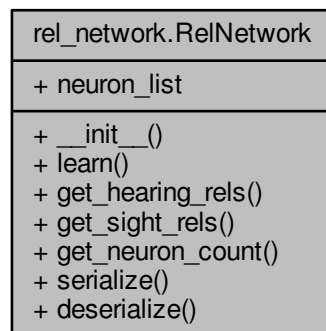 rel_network.RelNetwork
+ neuron_list
+ __init__()
+ learn()
+ get_hearing_rels()
+ get_sight_rels()
+ get_neuron_count()
+ serialize()
+ deserialize()